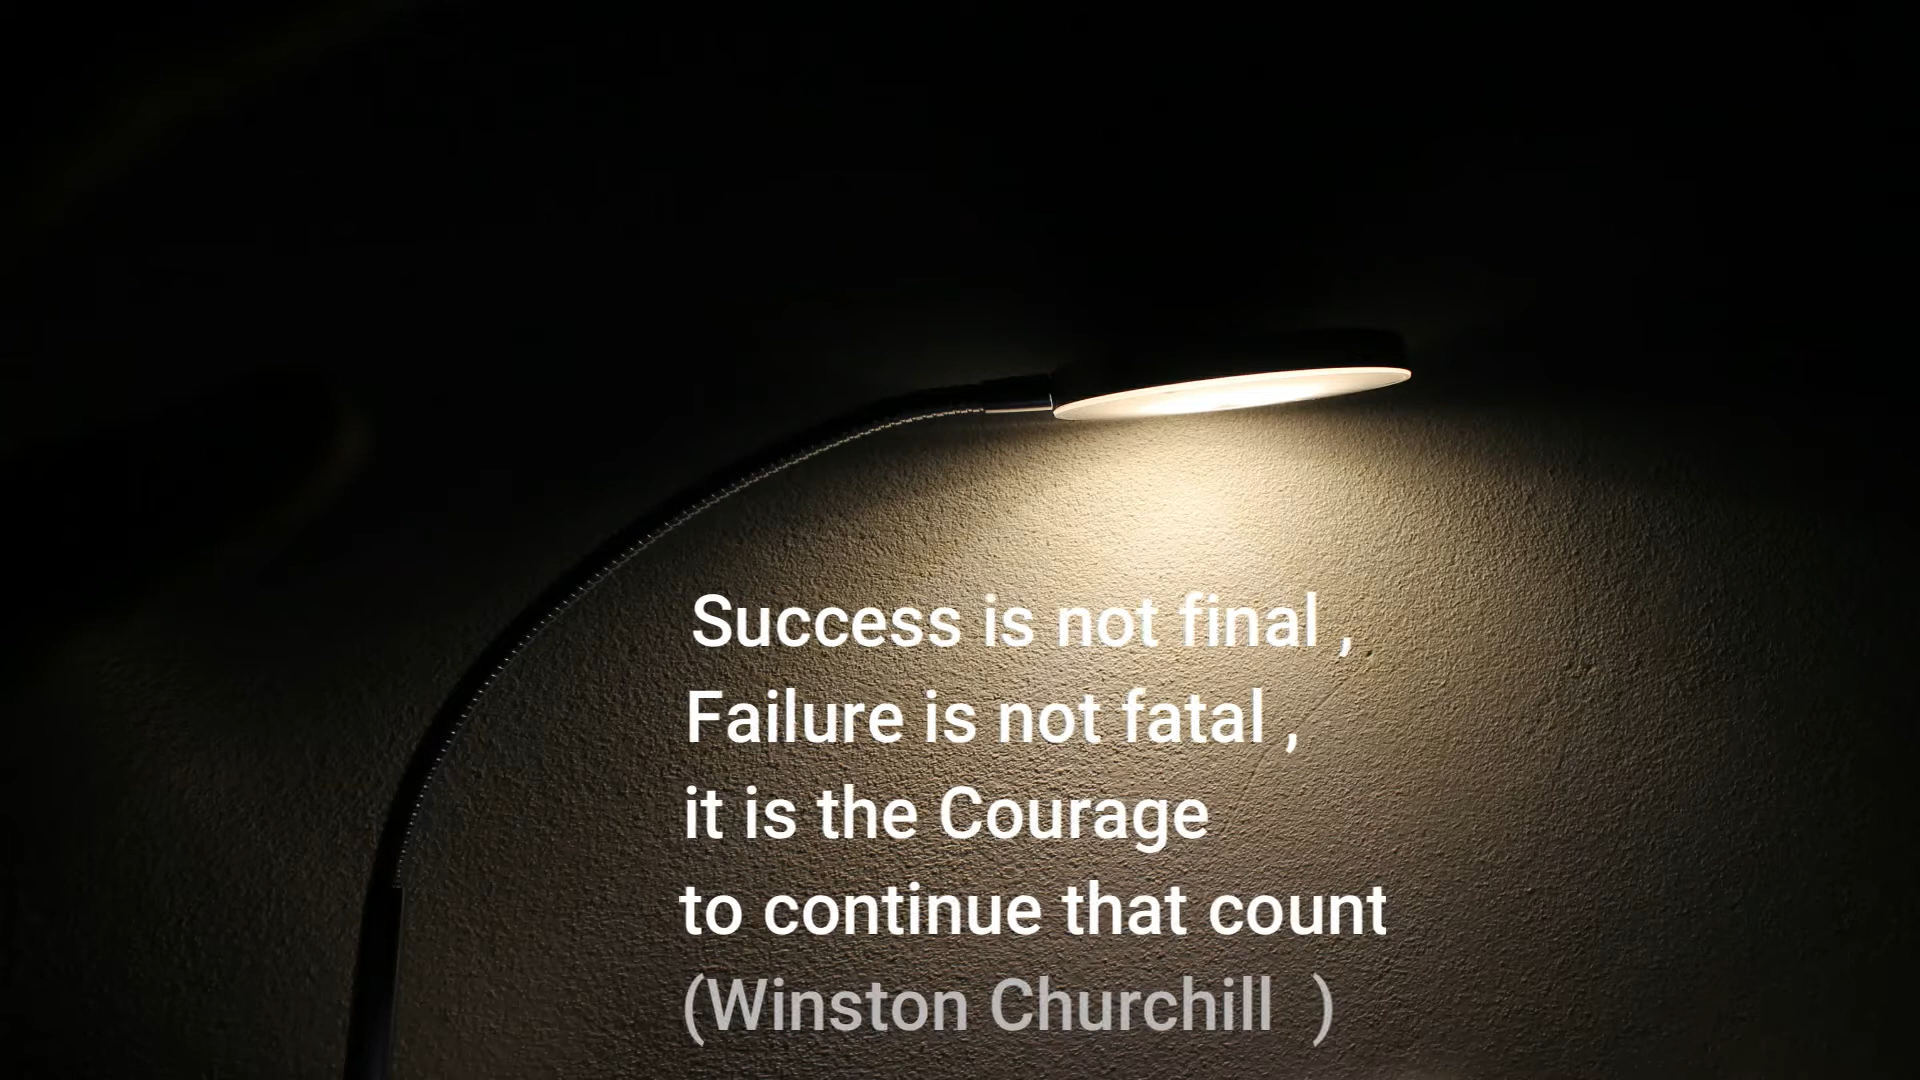 Success is not final ,
Failure is not fatal ,
it is the Courage
to continue that count
(Winston Churchill  )